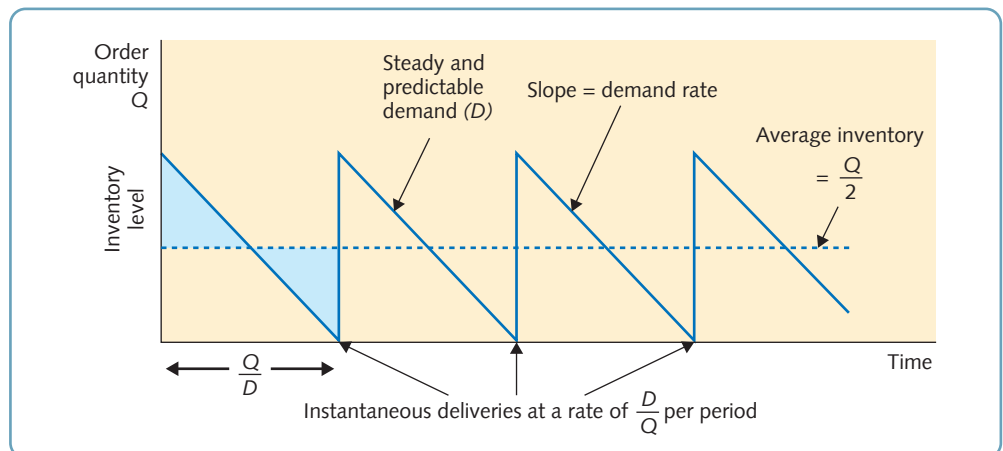 Order
quantity
Q
Inventory
level
Steady and
predictable
demand (D)
Slope = demand rate
Average inventory
= Q/2
Q/D
Time
Instantaneous deliveries at a rate of D/Q per period